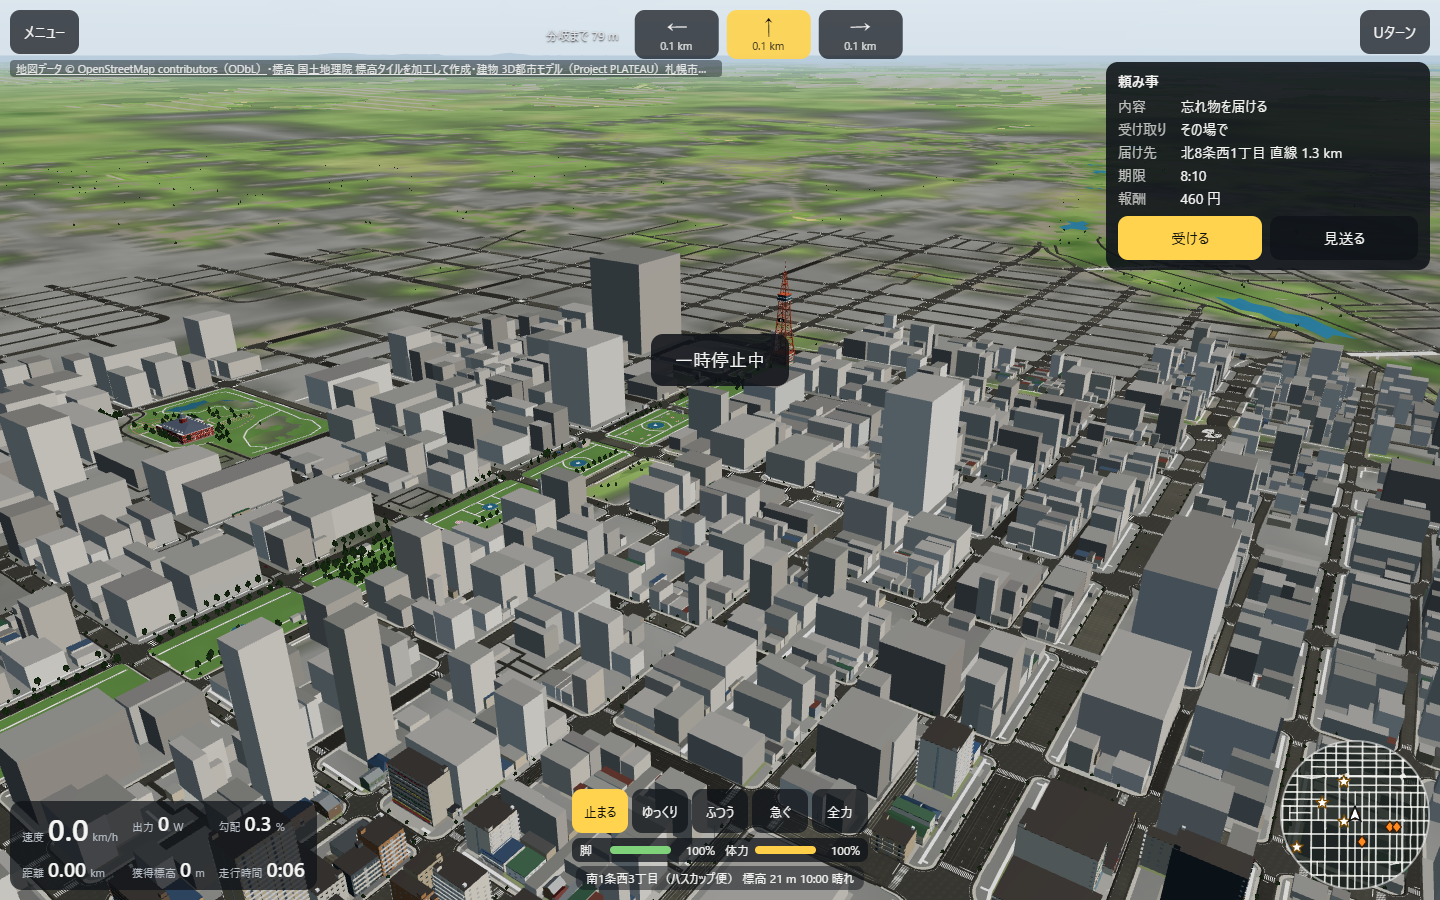 メニュー
分岐まで 79 m
← 0.1 km
↑ 0.1 km
→ 0.1 km
Uターン
地図データ © OpenStreetMap contributors（ODbL）・標高 国土地理院 標高タイルを加工して作成・建物 3D都市モデル（Project PLATEAU）札幌市...
頼み事
内容 忘れ物を届ける
受け取り その場で
届け先 北8条西1丁目 直線 1.3 km
期限 8:10
報酬 460 円
受ける 見送る
一時停止中
速度 0.0 km/h 出力 0 W 勾配 0.3 %
距離 0.00 km 獲得標高 0 m 走行時間 0:06
止まる ゆっくり ふつう 急ぐ 全力
脚 100% 体力 100%
南1条西3丁目（ハスカップ便） 標高 21 m 10:00 晴れ